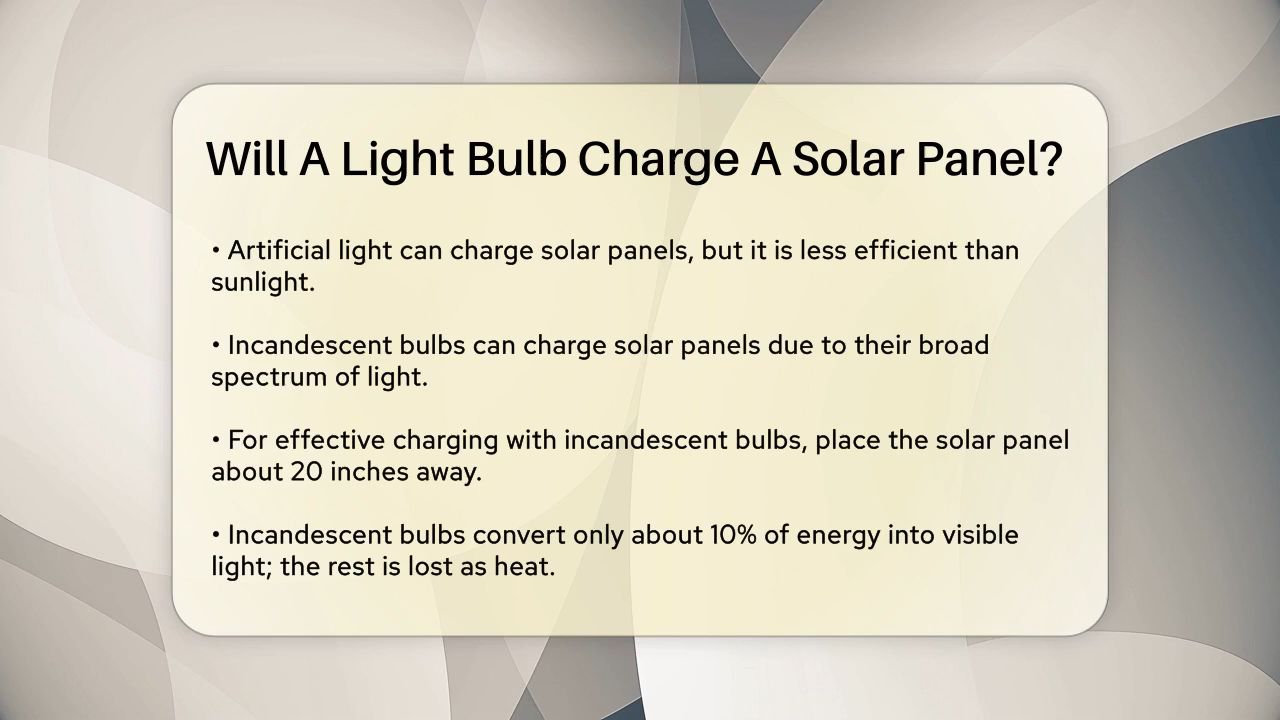 Will A Light Bulb Charge A Solar Panel?
• Artificial light can charge solar panels, but it is less efficient than
sunlight.
• Incandescent bulbs can charge solar panels due to their broad
spectrum of light.
• For effective charging with incandescent bulbs, place the solar panel
about 20 inches away.
• Incandescent bulbs convert only about 10% of energy into visible
light; the rest is lost as heat.